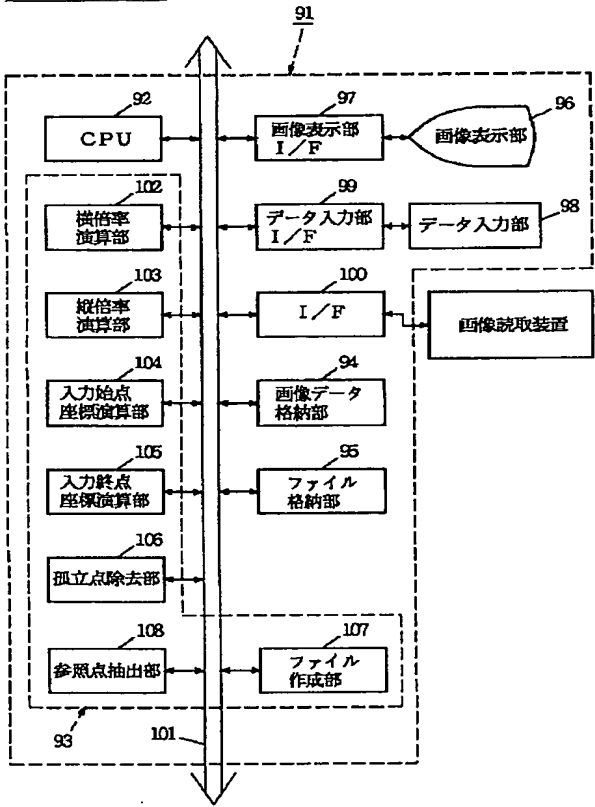 91
92
CPU
97
画像表示部
I/F
96
画像表示部
102
横倍率
演算部
99
データ入力部
I/F
98
データ入力部
103
縦倍率
演算部
100
I/F
画像読取装置
104
入力始点
座標演算部
94
画像データ
格納部
105
入力終点
座標演算部
95
ファイル
格納部
106
孤立点除去部
108
参照点抽出部
107
ファイル
作成部
93
101